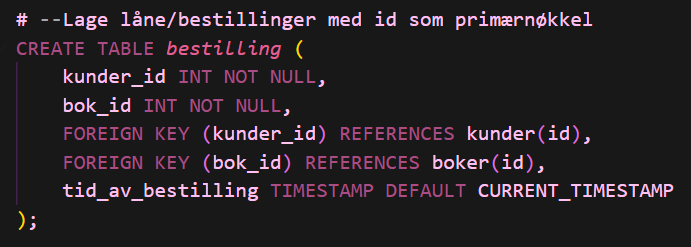 # --Lage låne/bestillinger med id som primærnøkkel
CREATE TABLE bestilling (
    kunder_id INT NOT NULL,
    bok_id INT NOT NULL,
    FOREIGN KEY (kunder_id) REFERENCES kunder(id),
    FOREIGN KEY (bok_id) REFERENCES boker(id),
    tid_av_bestilling TIMESTAMP DEFAULT CURRENT_TIMESTAMP
);